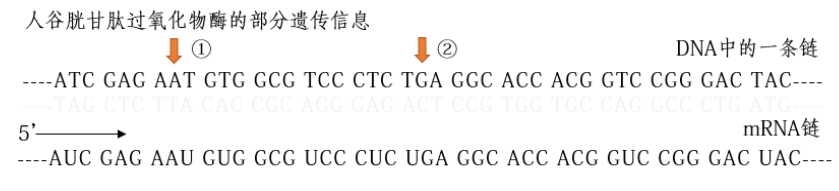 人谷胱甘肽过氧化物酶的部分遗传信息
① ② DNA中的一条链
----ATC GAG AAT GTG GCG TCC CTC TGA GGC ACC ACG GTC CGG GAC TAC----
----TAG CTC TTA CAC CGC AGG GAG ACT CCG TGG TGC CAG GCC CTG ATG----
5’ mRNA链
----AUC GAG AAU GUG GCG UCC CUC UGA GGC ACC ACG GUC CGG GAC UAC----